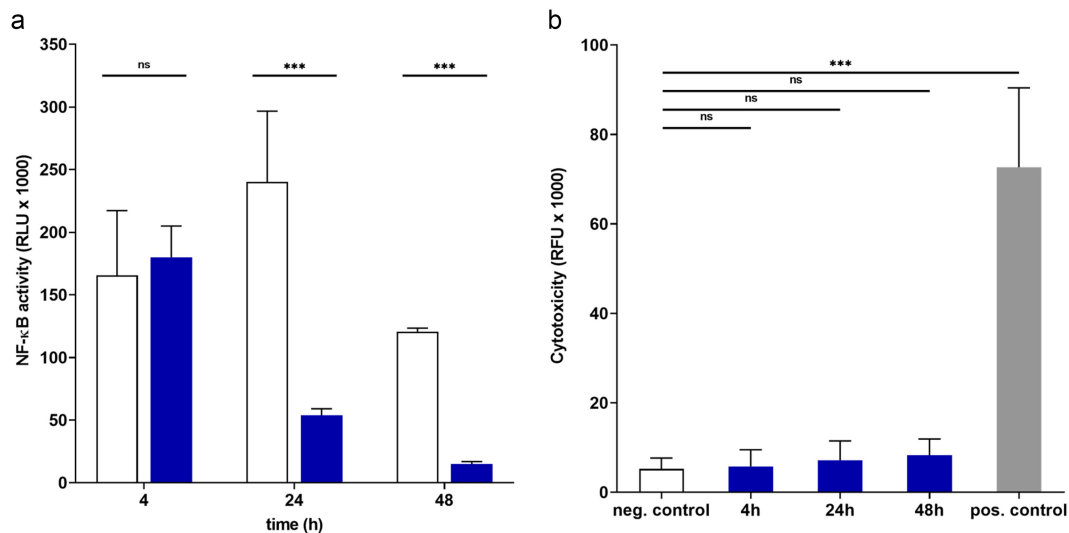 a
NF-κB activity (RLU x 1000)
350
300
250
200
150
100
50
0
ns
***
***
4
24
48
time (h)
b
Cytotoxicity (RFU x 1000)
100
80
60
40
20
0
***
ns
ns
ns
neg. control
4h
24h
48h
pos. control